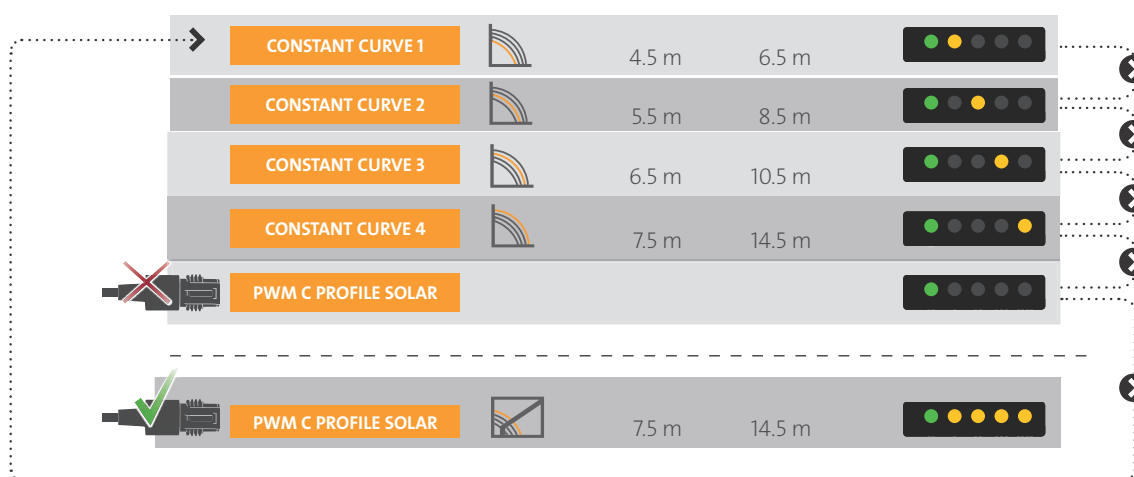 CONSTANT CURVE 1 4.5 m 6.5 m
CONSTANT CURVE 2 5.5 m 8.5 m
CONSTANT CURVE 3 6.5 m 10.5 m
CONSTANT CURVE 4 7.5 m 14.5 m
PWM C PROFILE SOLAR
PWM C PROFILE SOLAR 7.5 m 14.5 m